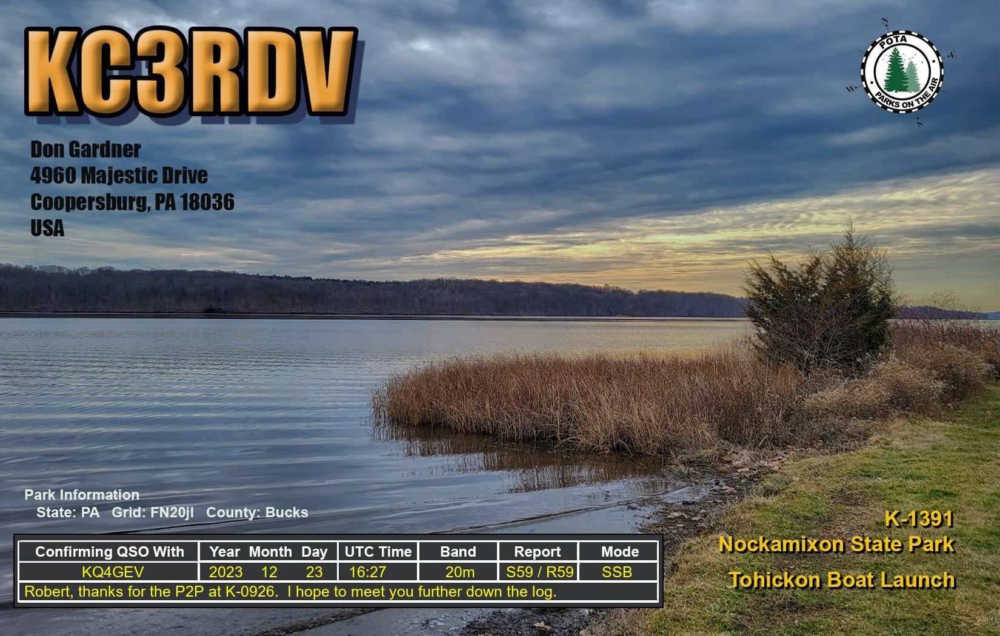 KC3RDV
Don Gardner
4960 Majestic Drive
Coopersburg, PA 18036
USA
N
E
S
W
POTA
PARKS ON THE AIR
Park Information
State: PA Grid: FN20jl County: Bucks
Confirming QSO With Year Month Day UTC Time Band Report Mode
KQ4GEV 2023 12 23 16:27 20m S59 / R59 SSB
Robert, thanks for the P2P at K-0926. I hope to meet you further down the log.
K-1391
Nockamixon State Park
Tohickon Boat Launch